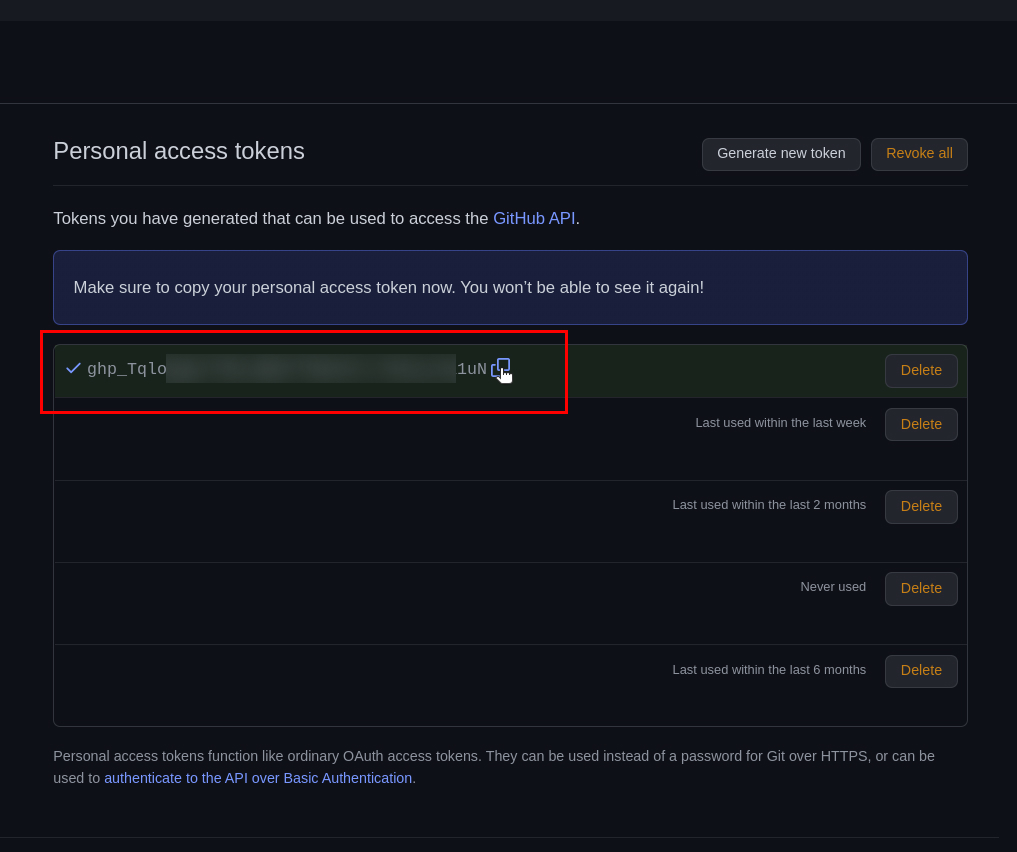 Personal access tokens
Generate new token
Revoke all
Tokens you have generated that can be used to access the GitHub API.
Make sure to copy your personal access token now. You won't be able to see it again!
ghp_Tqlo 1uN
Delete
Last used within the last week
Delete
Last used within the last 2 months
Delete
Never used
Delete
Last used within the last 6 months
Delete
Personal access tokens function like ordinary OAuth access tokens. They can be used instead of a password for Git over HTTPS, or can be
used to authenticate to the API over Basic Authentication.